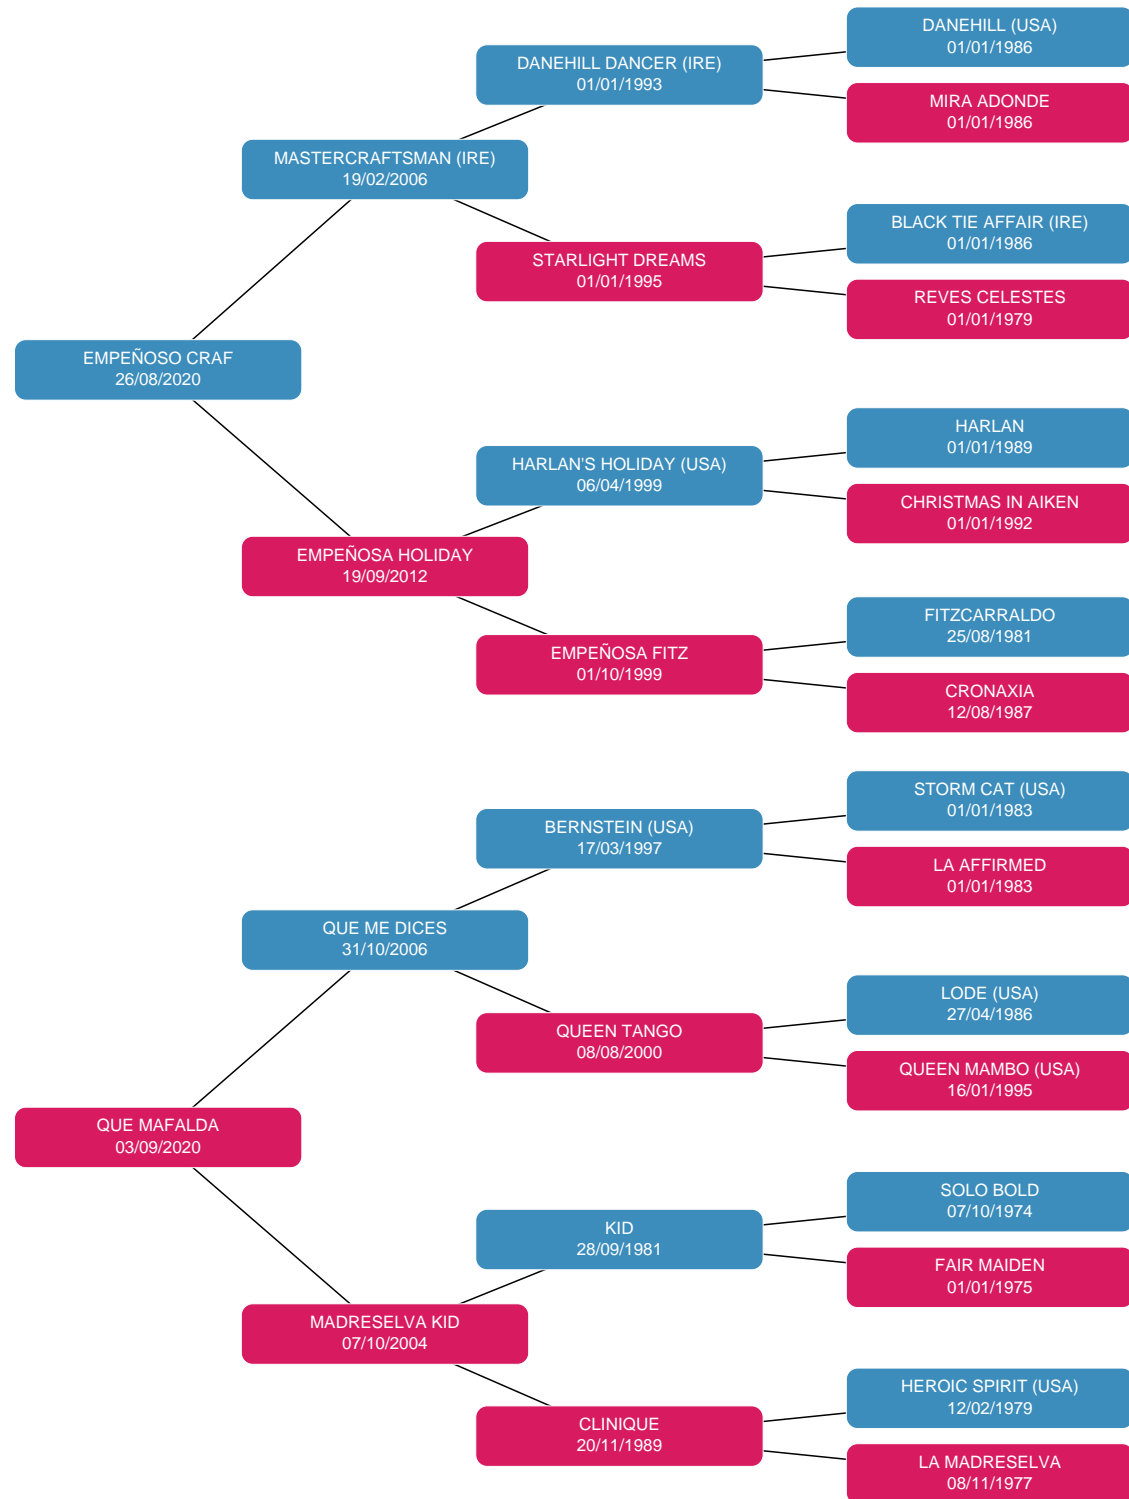 DANEHILL (USA)
01/01/1986
DANEHILL DANCER (IRE)
01/01/1993
MIRA ADONDE
01/01/1986
MASTERCRAFTSMAN (IRE)
19/02/2006
BLACK TIE AFFAIR (IRE)
01/01/1986
STARLIGHT DREAMS
01/01/1995
REVES CELESTES
01/01/1979
EMPEÑOSO CRAF
26/08/2020
HARLAN
01/01/1989
HARLAN'S HOLIDAY (USA)
06/04/1999
CHRISTMAS IN AIKEN
01/01/1992
EMPEÑOSA HOLIDAY
19/09/2012
FITZCARRALDO
25/08/1981
EMPEÑOSA FITZ
01/10/1999
CRONAXIA
12/08/1987
STORM CAT (USA)
01/01/1983
BERNSTEIN (USA)
17/03/1997
LA AFFIRMED
01/01/1983
QUE ME DICES
31/10/2006
LODE (USA)
27/04/1986
QUEEN TANGO
08/08/2000
QUEEN MAMBO (USA)
16/01/1995
QUE MAFALDA
03/09/2020
SOLO BOLD
07/10/1974
KID
28/09/1981
FAIR MAIDEN
01/01/1975
MADRESELVA KID
07/10/2004
HEROIC SPIRIT (USA)
12/02/1979
CLINIQUE
20/11/1989
LA MADRESELVA
08/11/1977